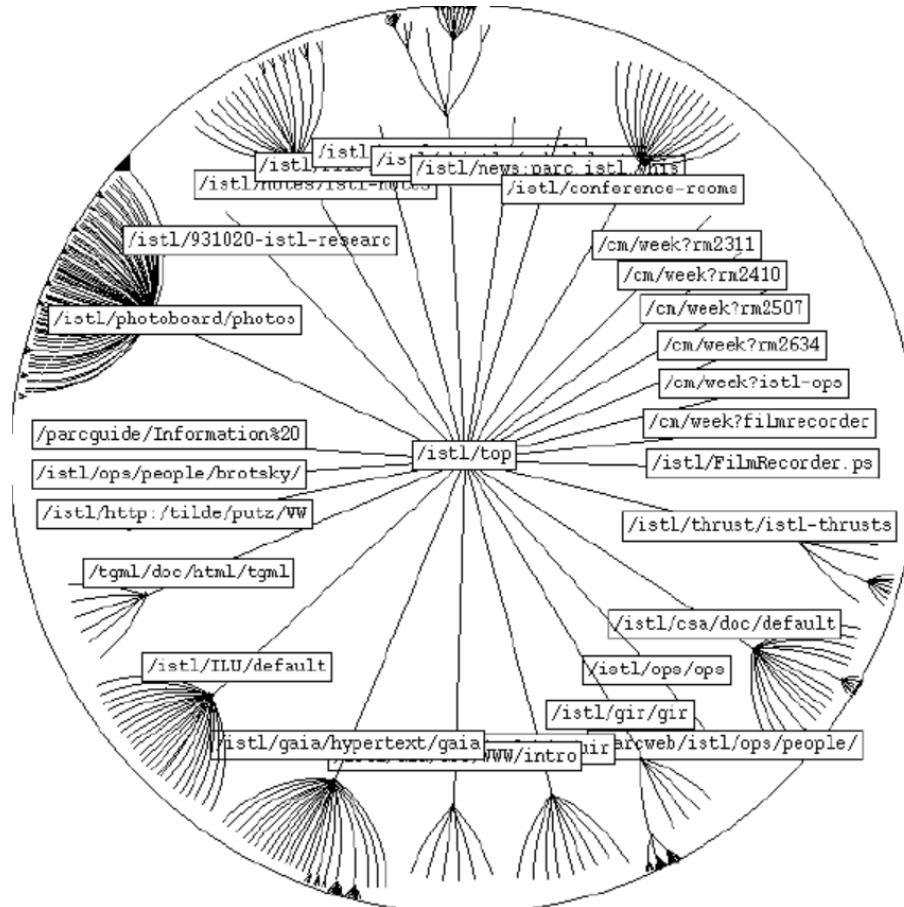 /istl/
/istl/
/istl/news:parc.istl.whis
/istl/notes/istl-notes
/istl/conference-rooms
/istl/931020-istl-researc
/cm/week?rm2311
/cm/week?rm2410
/cm/week?rm2507
/istl/photoboard/photos
/cm/week?rm2634
/cm/week?istl-ops
/cm/week?filmrecorder
/parcguide/Information%20
/istl/top
/istl/FilmRecorder.ps
/istl/ops/people/brotsky/
/istl/http:/tilde/putz/WW
/istl/thrust/istl-thrusts
/tgml/doc/html/tgml
/istl/csa/doc/default
/istl/ILU/default
/istl/ops/ops
/istl/gir/gir
/istl/gaia/hypertext/gaia
arcweb/istl/ops/people/
/WWW/intro